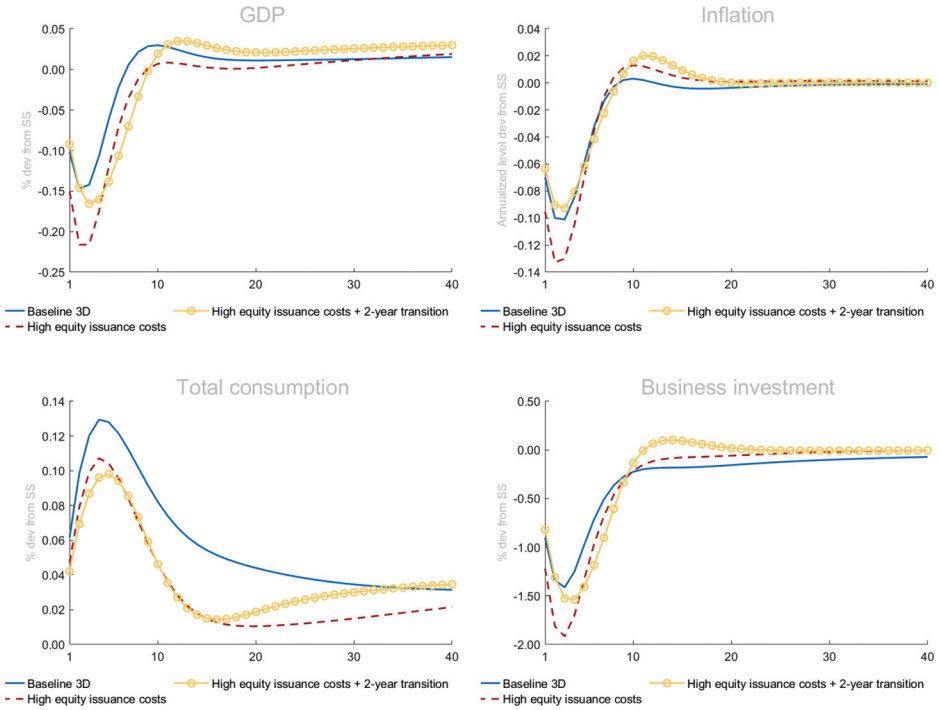 GDP
0.05
0.00
-0.05
-0.10
-0.15
-0.20
-0.25
% dev from SS
1 10 20 30 40
Baseline 3D
High equity issuance costs + 2-year transition
High equity issuance costs
Inflation
0.04
0.02
0.00
-0.02
-0.04
-0.06
-0.08
-0.10
-0.12
-0.14
Annualized level dev from SS
1 10 20 30 40
Baseline 3D
High equity issuance costs + 2-year transition
High equity issuance costs
Total consumption
0.14
0.12
0.10
0.08
0.06
0.04
0.02
0.00
% dev from SS
1 10 20 30 40
Baseline 3D
High equity issuance costs + 2-year transition
High equity issuance costs
Business investment
0.50
0.00
-0.50
-1.00
-1.50
-2.00
% dev from SS
1 10 20 30 40
Baseline 3D
High equity issuance costs + 2-year transition
High equity issuance costs